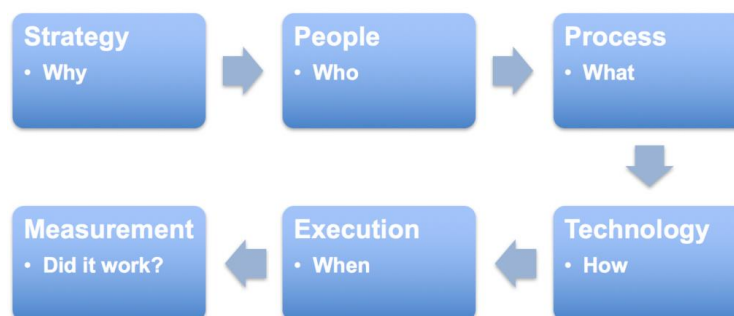 Strategy
• Why
People
• Who
Process
• What
Technology
• How
Execution
• When
Measurement
• Did it work?